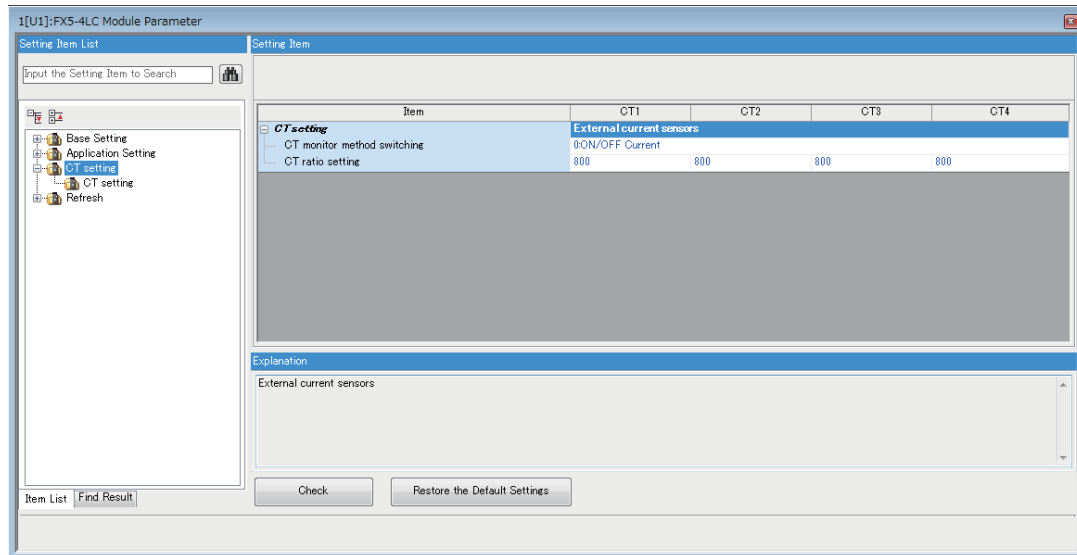 1[U1]:FX5-4LC Module Parameter
Setting Item List
Setting Item
Input the Setting Item to Search
Item CT1 CT2 CT3 CT4
CT setting External current sensors
CT monitor method switching 0:ON/OFF Current
CT ratio setting 800 800 800 800
Base Setting
Application Setting
CT setting
CT setting
Refresh
Explanation
External current sensors
Check Restore the Default Settings
Item List Find Result